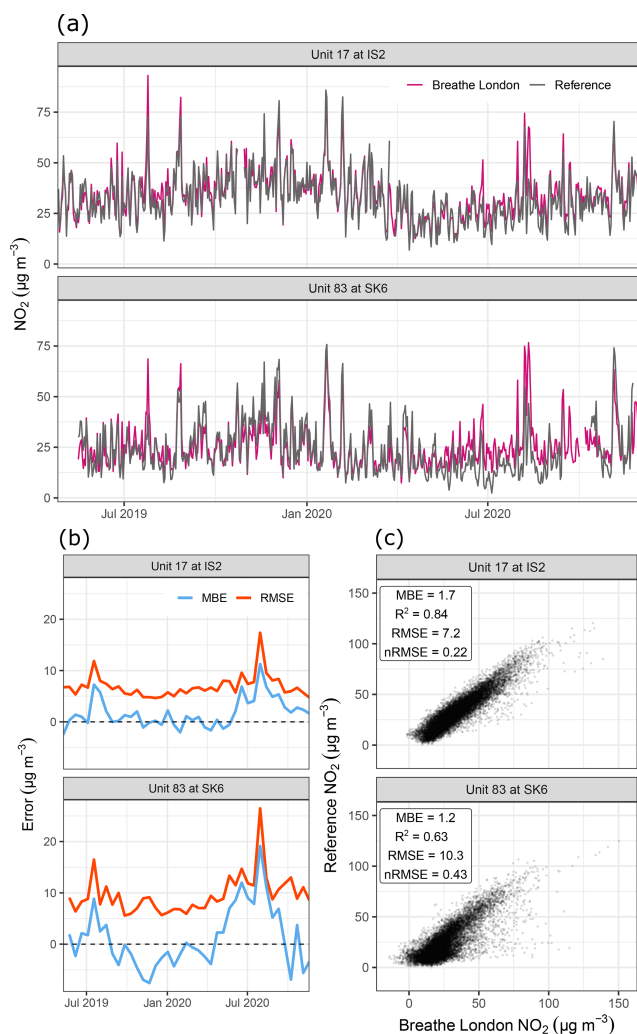 (a)
Unit 17 at IS2
Breathe London
Reference
75
50
25
0
Unit 83 at SK6
75
50
25
0
NO₂ (µg m⁻³)
Jul 2019
Jan 2020
Jul 2020
(b)
Unit 17 at IS2
MBE
RMSE
20
10
0
Unit 83 at SK6
20
10
0
Error (µg m⁻³)
Jul 2019
Jan 2020
Jul 2020
(c)
Unit 17 at IS2
MBE = 1.7
R² = 0.84
RMSE = 7.2
nRMSE = 0.22
150
100
50
0
Unit 83 at SK6
MBE = 1.2
R² = 0.63
RMSE = 10.3
nRMSE = 0.43
150
100
50
0
Reference NO₂ (µg m⁻³)
0
50
100
150
Breathe London NO₂ (µg m⁻³)